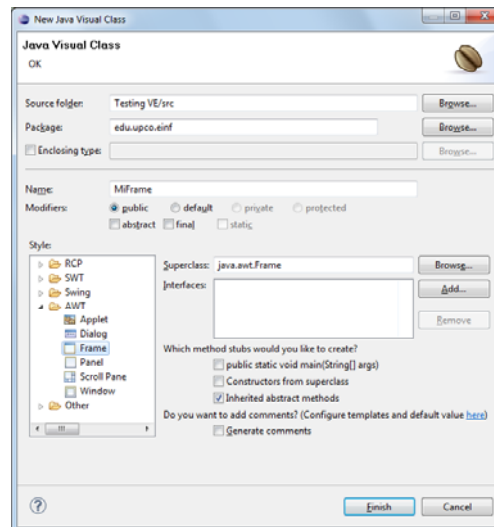 New Java Visual Class
Java Visual Class
OK
Source folder: Testing VE/src Browse...
Package: edu.upco.einf Browse...
Enclosing type: Browse...
Name: MiFrame
Modifiers: public default private protected
abstract final static
Style:
RCP
SWT
Swing
AWT
Applet
Dialog
Frame
Panel
Scroll Pane
Window
Other
Superclass: java.awt.Frame Browse...
Interfaces: Add...
Remove
Which method stubs would you like to create?
public static void main(String[] args)
Constructors from superclass
Inherited abstract methods
Do you want to add comments? (Configure templates and default value here)
Generate comments
? Finish Cancel